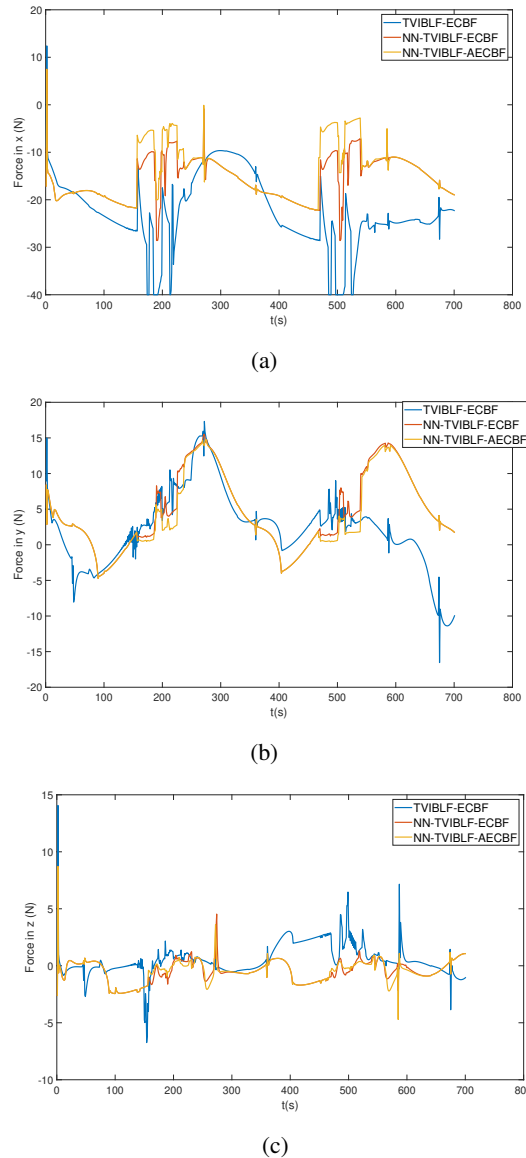 20
TVIBLF-ECBF
NN-TVIBLF-ECBF
NN-TVIBLF-AECBF
10
0
-10
-20
-30
-40
Force in x (N)
0 100 200 300 400 500 600 700 800
t(s)
(a)
20
TVIBLF-ECBF
NN-TVIBLF-ECBF
NN-TVIBLF-AECBF
15
10
5
0
-5
-10
-15
20
Force in y (N)
0 100 200 300 400 500 600 700 800
t(s)
(b)
15
TVIBLF-ECBF
NN-TVIBLF-ECBF
NN-TVIBLF-AECBF
10
5
0
-5
-10
Force in z (N)
0 100 200 300 400 500 600 700 80
t(s)
(c)